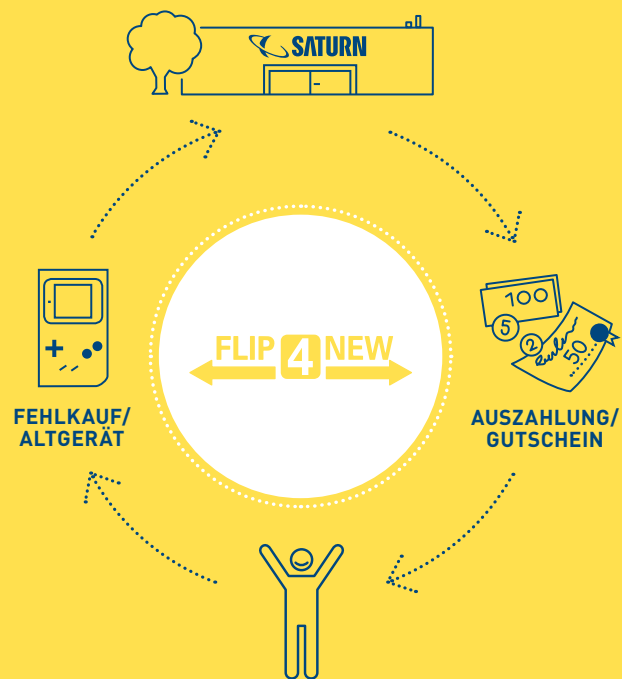 SATURN
FLIP 4 NEW
100
5
2
50
FEHLKAUF/
ALTGERÄT
AUSZAHLUNG/
GUTSCHEIN